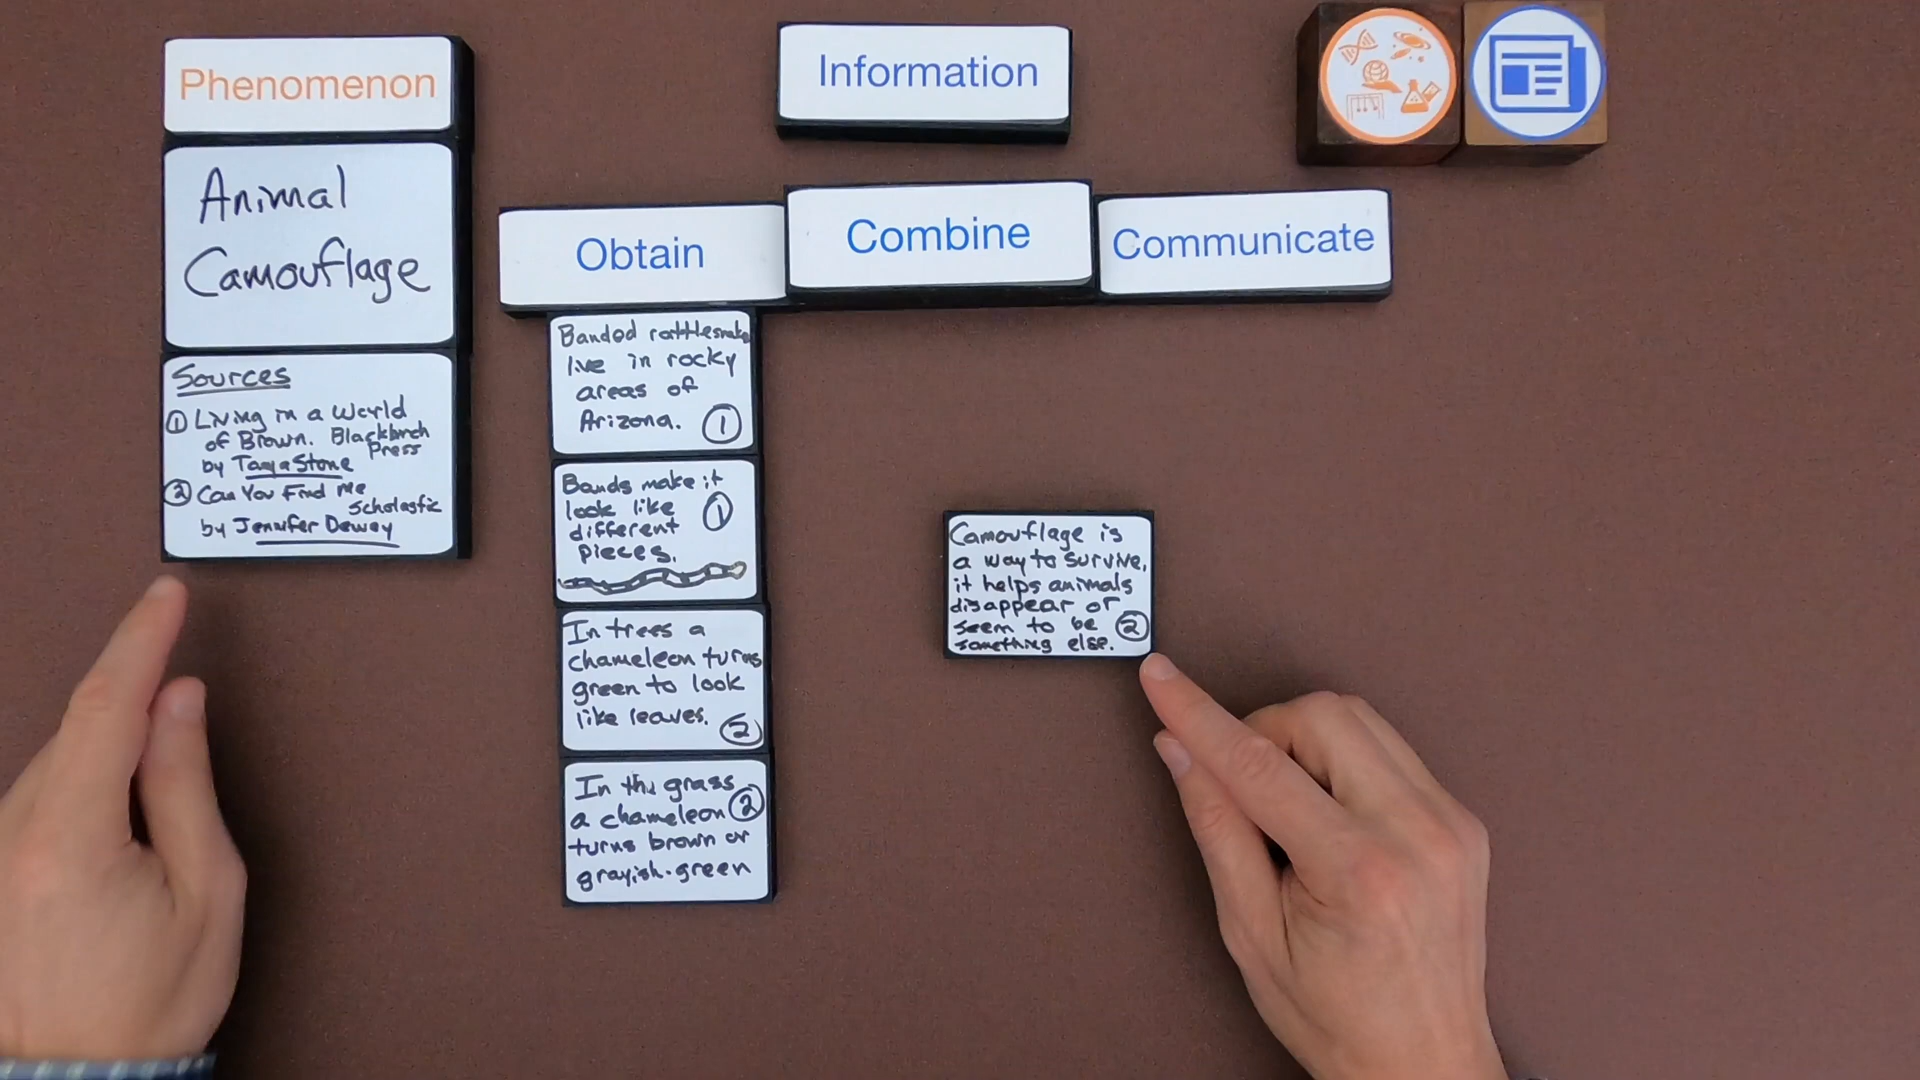 Phenomenon
Animal
Camouflage
Sources
① Living in a World
of Brown. Blackbirch
Press
by Tanya Stone
② Can You Find Me
Scholastic
by Jennifer Dewey
Information
Obtain
Combine
Communicate
Banded rattlesnake
live in rocky
areas of
Arizona. ①
Bands make it
look like ①
different
pieces.
In trees a
chameleon turns
green to look
like leaves. ②
In the grass
a chameleon ②
turns brown or
grayish-green
Camouflage is
a way to survive,
it helps animals
disappear or
seem to be ②
something else.